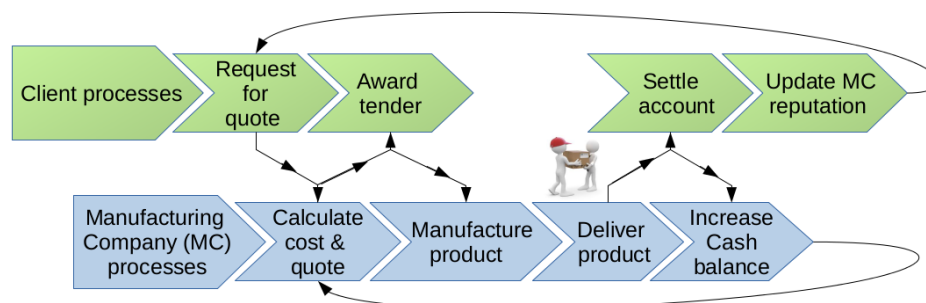 Client processes
Request
for
quote
Award
tender
Settle
account
Update MC
reputation
Manufacturing
Company (MC)
processes
Calculate
cost &
quote
Manufacture
product
Deliver
product
Increase
Cash
balance